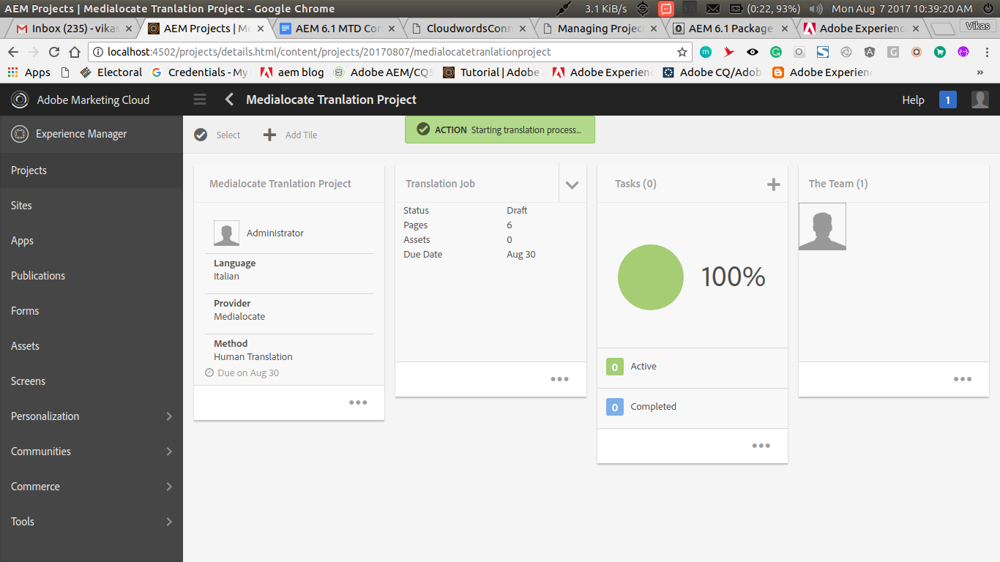 AEM Projects | Medialocate Tranlation Project - Google Chrome
3.1 KiB/s
(0:22, 93%)
Mon Aug 7 2017 10:39:20 AM
Inbox (235) - vikas
AEM Projects | Me
AEM 6.1 MTD Con
CloudwordsConn
Managing Project
AEM 6.1 Package
Adobe Experienc
Vikas
localhost:4502/projects/details.html/content/projects/20170807/medialocatetranlationproject
Apps
Electoral
Credentials - My
aem blog
Adobe AEM/CQ5
Tutorial | Adobe
Adobe Experien
Adobe CQ/Adob
Adobe Experien
»
Adobe Marketing Cloud
Medialocate Tranlation Project
Help
1
Experience Manager
Select
Add Tile
ACTION Starting translation process...
Projects
Sites
Apps
Publications
Forms
Assets
Screens
Personalization
Communities
Commerce
Tools
Medialocate Tranlation Project
Administrator
Language
Italian
Provider
Medialocate
Method
Human Translation
Due on Aug 30
Translation Job
Status Draft
Pages 6
Assets 0
Due Date Aug 30
Tasks (0)
100%
0 Active
0 Completed
The Team (1)